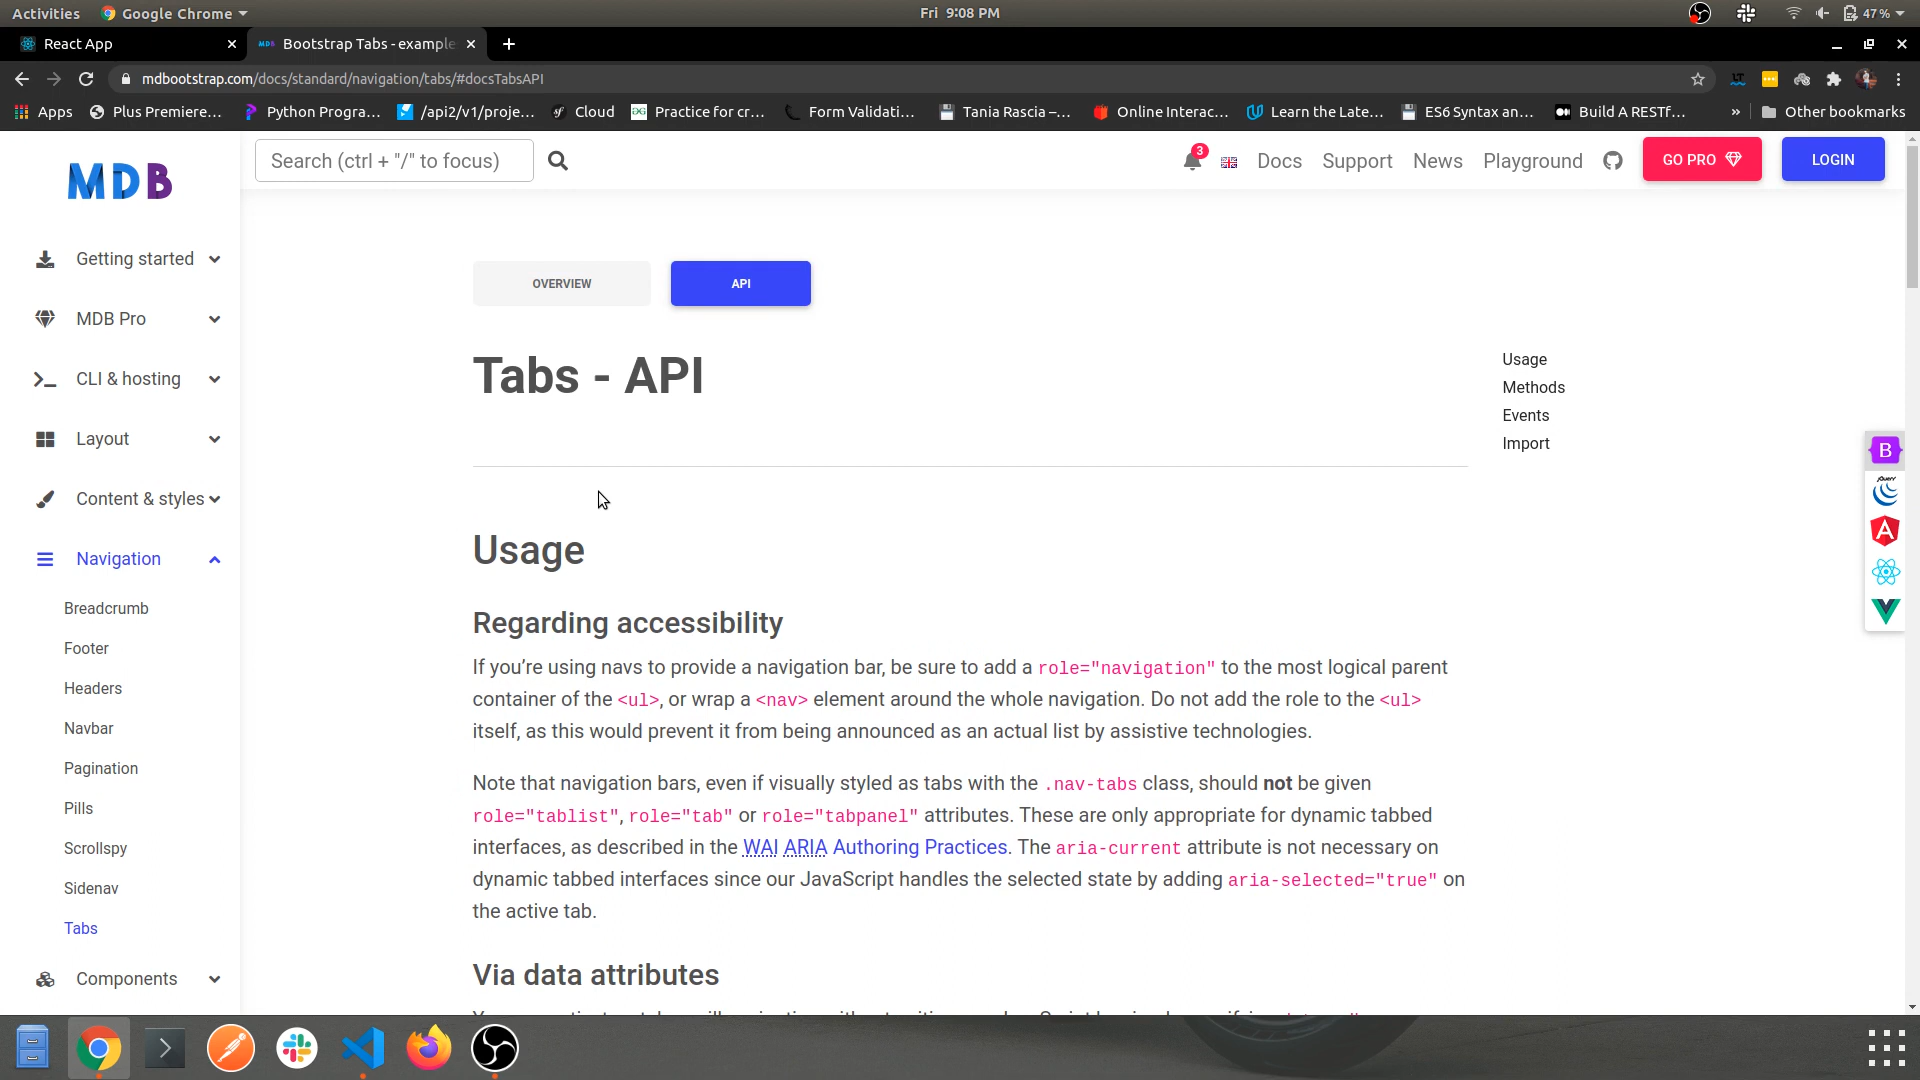 Activities Google Chrome Fri 9:08 PM 47 %
React App MDB Bootstrap Tabs - example
mdbootstrap.com/docs/standard/navigation/tabs/#docsTabsAPI
Apps Plus Premiere... Python Progra... /api2/v1/proje... Cloud Practice for cr... Form Validati... Tania Rascia –... Online Interac... Learn the Late... ES6 Syntax an... Build A RESTf... » Other bookmarks
MDB
Search (ctrl + "/" to focus) 3 Docs Support News Playground GO PRO LOGIN
Getting started
MDB Pro
CLI & hosting
Layout
Content & styles
Navigation
Breadcrumb
Footer
Headers
Navbar
Pagination
Pills
Scrollspy
Sidenav
Tabs
Components
OVERVIEW API
Tabs - API
Usage
Methods
Events
Import
Usage
Regarding accessibility
If you’re using navs to provide a navigation bar, be sure to add a role="navigation" to the most logical parent
container of the <ul>, or wrap a <nav> element around the whole navigation. Do not add the role to the <ul>
itself, as this would prevent it from being announced as an actual list by assistive technologies.
Note that navigation bars, even if visually styled as tabs with the .nav-tabs class, should not be given
role="tablist", role="tab" or role="tabpanel" attributes. These are only appropriate for dynamic tabbed
interfaces, as described in the WAI ARIA Authoring Practices. The aria-current attribute is not necessary on
dynamic tabbed interfaces since our JavaScript handles the selected state by adding aria-selected="true" on
the active tab.
Via data attributes
B
jQuery
A